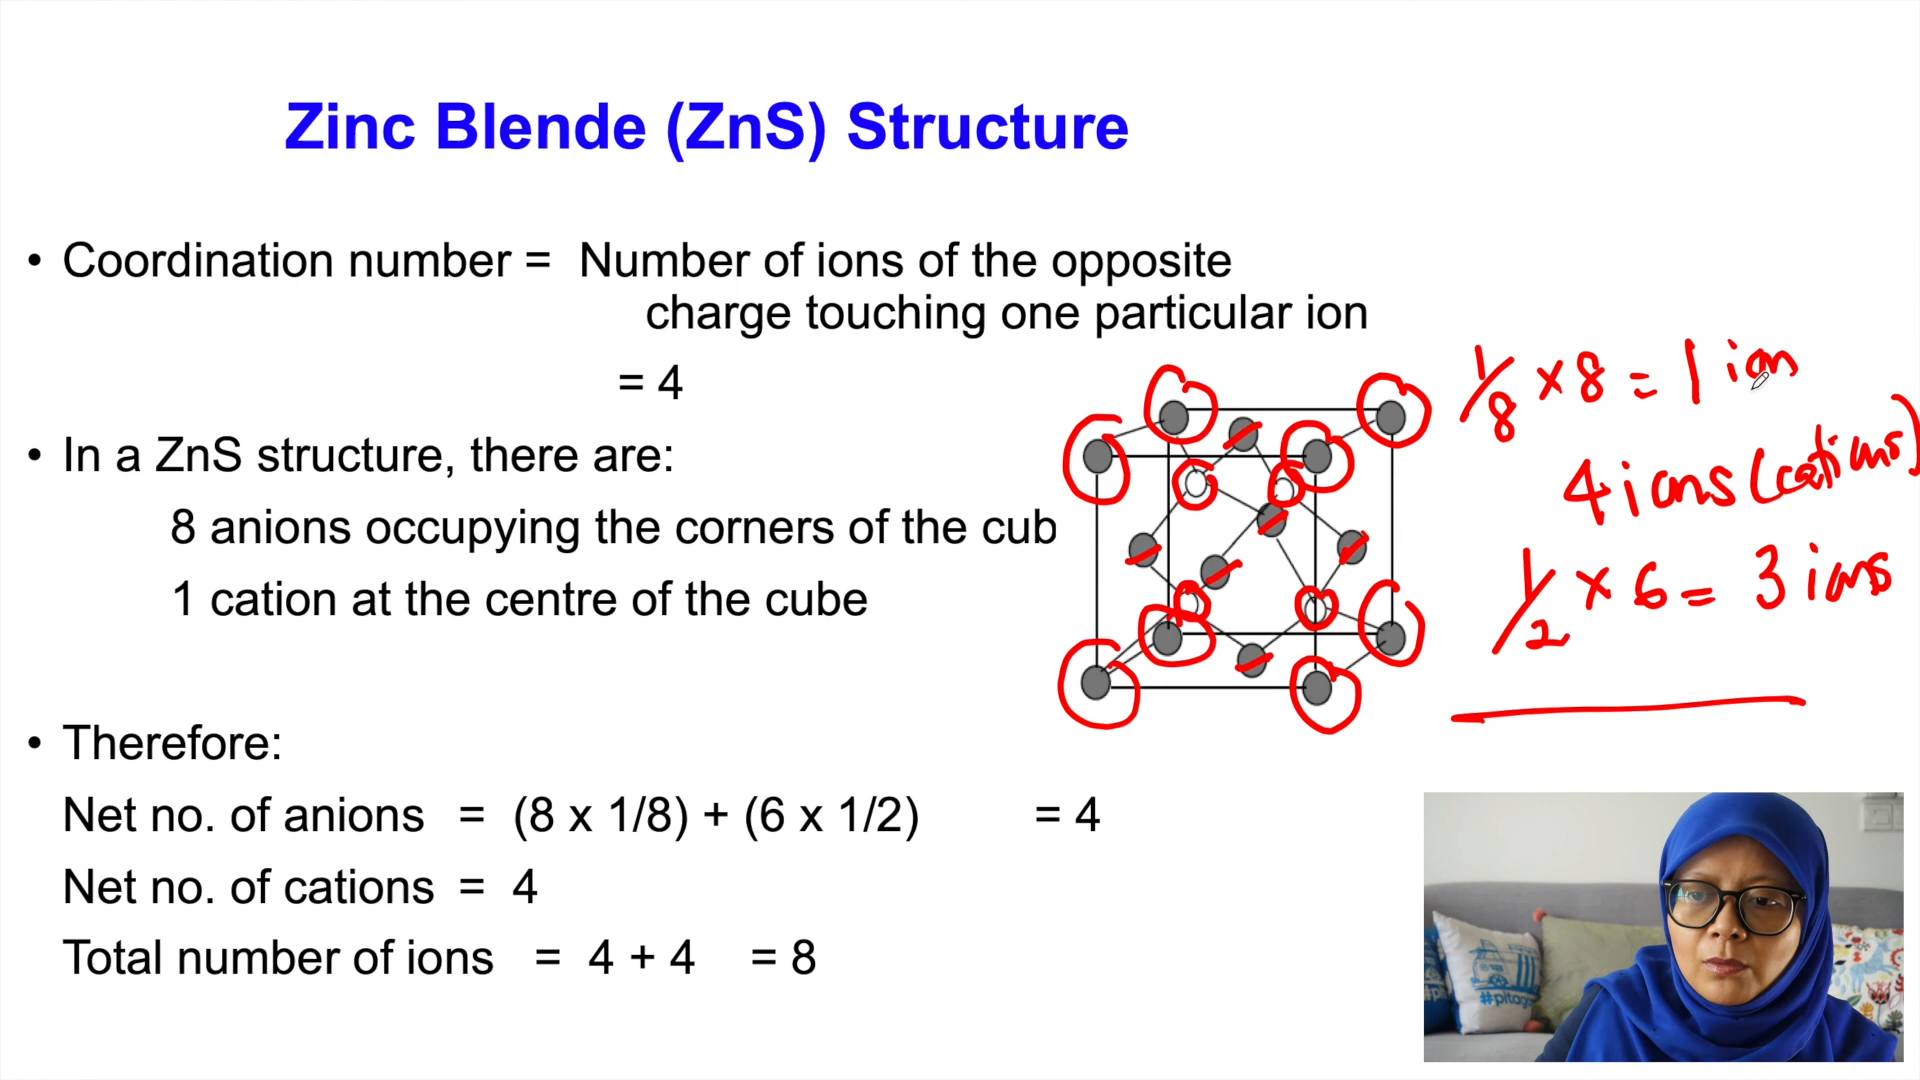 Zinc Blende (ZnS) Structure
• Coordination number = Number of ions of the opposite
charge touching one particular ion
= 4
• In a ZnS structure, there are:
8 anions occupying the corners of the cub
1 cation at the centre of the cube
• Therefore:
Net no. of anions = (8 x 1/8) + (6 x 1/2) = 4
Net no. of cations = 4
Total number of ions = 4 + 4 = 8
1/8 × 8 = 1 ion
4 ions (cations)
1/2 × 6 = 3 ions
#pitog